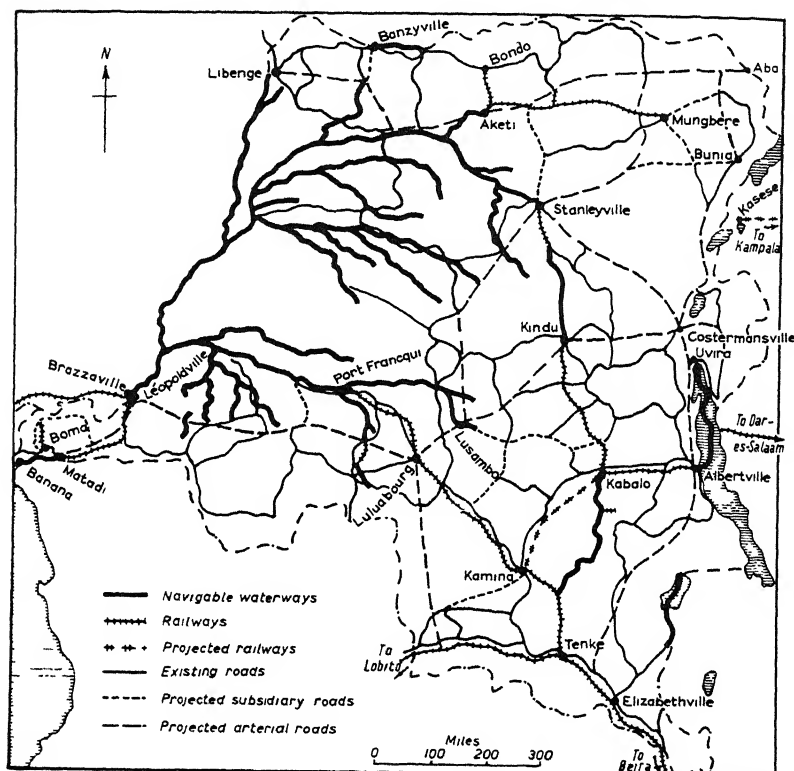 Banzyville
Libenge
Bondo
Aba
N
Aketi
Mungbere
Bunia
Kasese
Stanleyville
To
Kampala
Kindu
Costermansville
Uvira
Brazzaville
Léopoldville
Port Francqui
To Dar-
es-Salaam
Boma
Lusambo
Matadi
Banana
Luluabourg
Kabalo
Albertville
Kamina
Navigable waterways
Railways
Projected railways
Existing roads
Projected subsidiary roads
Projected arterial roads
To
Lobito
Tenke
Elizabethville
Miles
0 100 200 300
To
Beira